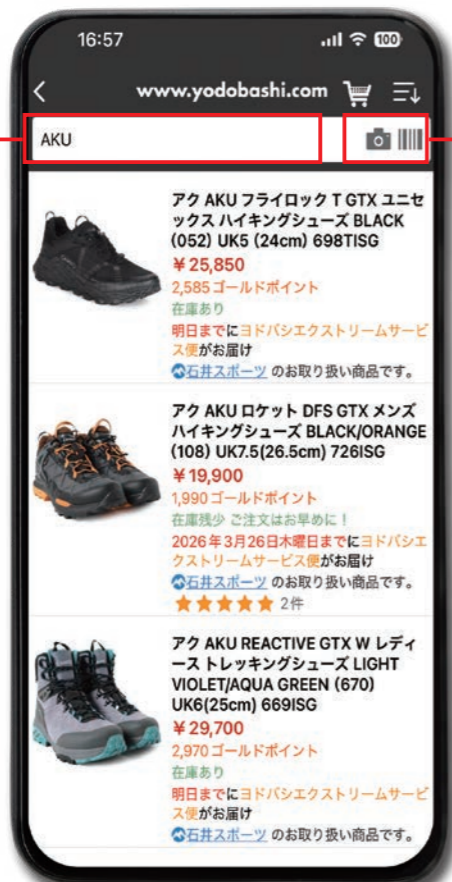 16:57 100
www.yodobashi.com
AKU
アク AKU フライロック T GTX ユニセ
ックス ハイキングシューズ BLACK
(052) UK5 (24cm) 698TISG
￥25,850
2,585 ゴールドポイント
在庫あり
明日までにヨドバシエクストリームサービ
ス便がお届け
石井スポーツ のお取り扱い商品です。
アク AKU ロケット DFS GTX メンズ
ハイキングシューズ BLACK/ORANGE
(108) UK7.5(26.5cm) 726ISG
￥19,900
1,990 ゴールドポイント
在庫残少 ご注文はお早めに！
2026年3月26日木曜日までにヨドバシエ
クストリームサービス便がお届け
石井スポーツ のお取り扱い商品です。
★★★★★ 2件
アク AKU REACTIVE GTX W レディ
ース トレッキングシューズ LIGHT
VIOLET/AQUA GREEN (670)
UK6(25cm) 669ISG
￥29,700
2,970 ゴールドポイント
在庫あり
明日までにヨドバシエクストリームサービ
ス便がお届け
石井スポーツ のお取り扱い商品です。